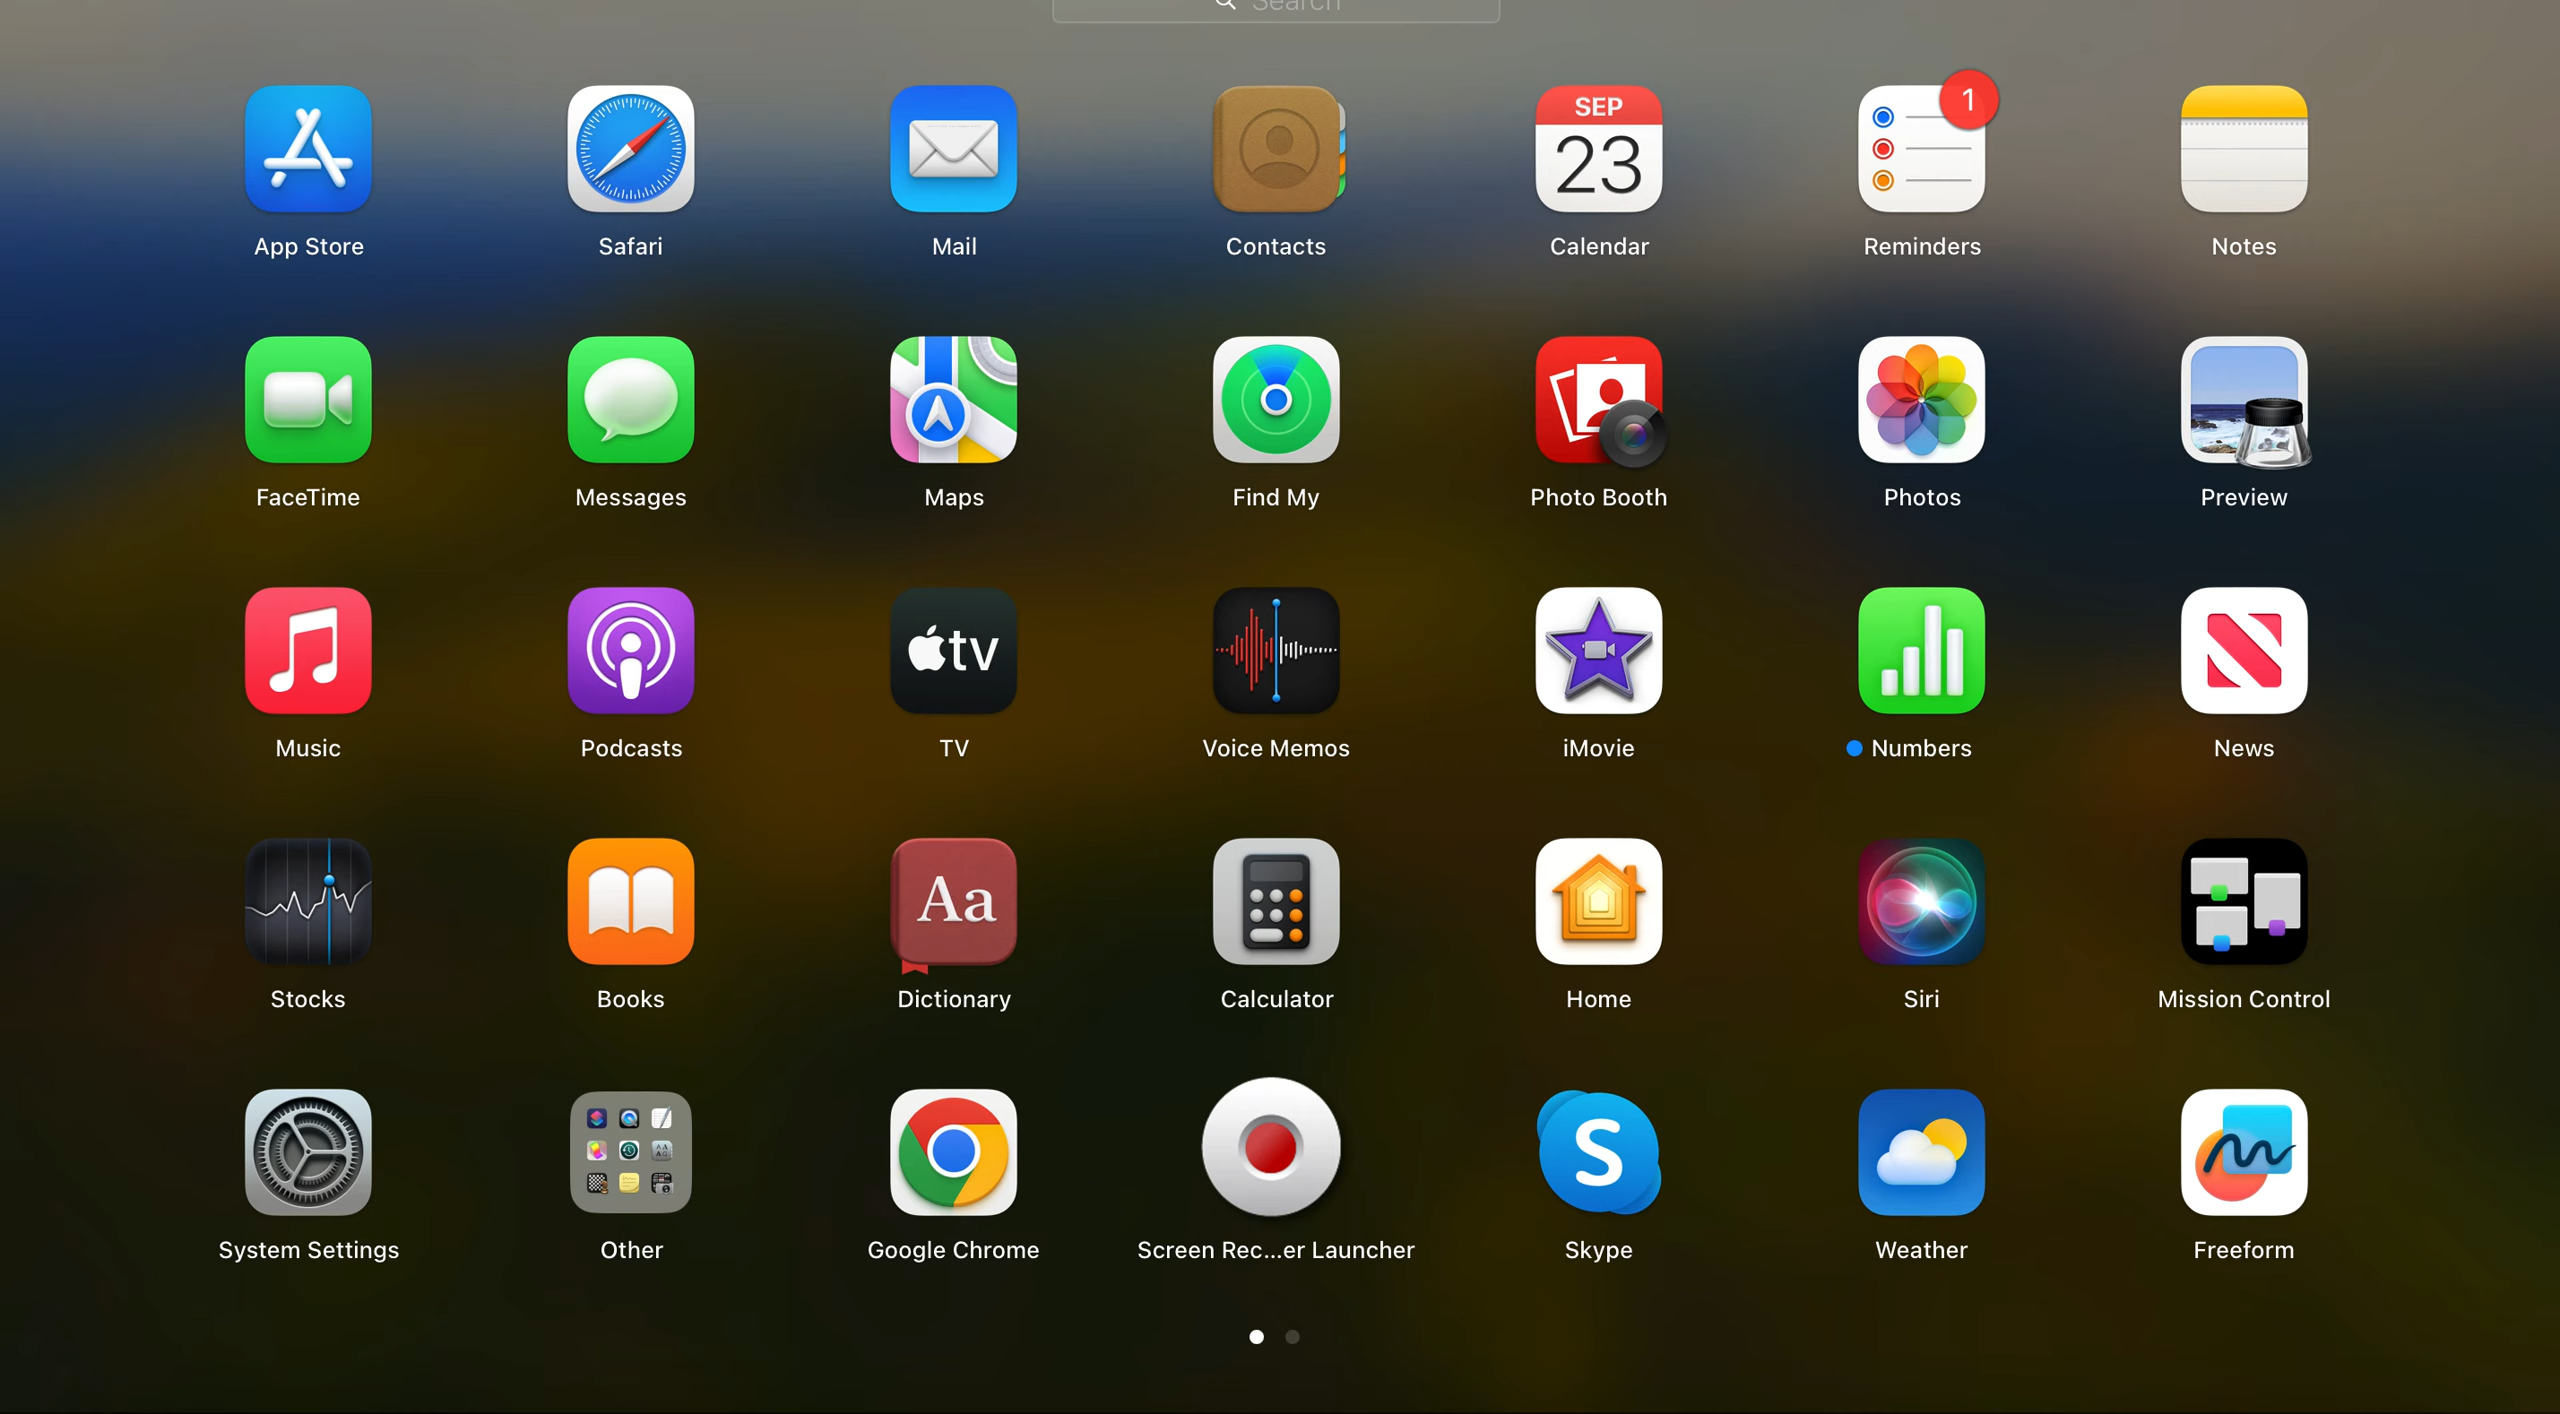 Search
SEP
23
1
App Store
Safari
Mail
Contacts
Calendar
Reminders
Notes
FaceTime
Messages
Maps
Find My
Photo Booth
Photos
Preview
tv
Music
Podcasts
TV
Voice Memos
iMovie
Numbers
News
Aa
Stocks
Books
Dictionary
Calculator
Home
Siri
Mission Control
S
System Settings
Other
Google Chrome
Screen Rec...er Launcher
Skype
Weather
Freeform